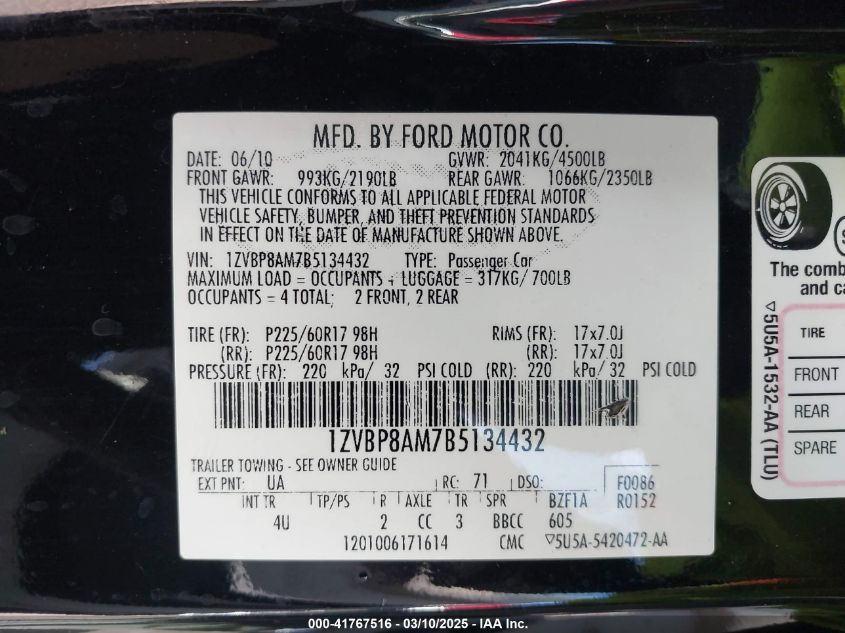 MFD. BY FORD MOTOR CO.
DATE: 06/10 GVWR: 2041KG/4500LB
FRONT GAWR: 993KG/2190LB REAR GAWR: 1066KG/2350LB
THIS VEHICLE CONFORMS TO ALL APPLICABLE FEDERAL MOTOR
VEHICLE SAFETY, BUMPER, AND THEFT PREVENTION STANDARDS
IN EFFECT ON THE DATE OF MANUFACTURE SHOWN ABOVE.
VIN: 1ZVBP8AM7B5134432 TYPE: Passenger Car
MAXIMUM LOAD = OCCUPANTS + LUGGAGE = 317KG/700LB
OCCUPANTS = 4 TOTAL; 2 FRONT, 2 REAR
TIRE (FR): P225/60R17 98H RIMS (FR): 17x7.0J
(RR): P225/60R17 98H (RR): 17x7.0J
PRESSURE (FR): 220 kPa/ 32 PSI COLD (RR): 220 kPa/ 32 PSI COLD
1ZVBP8AM7B5134432
TRAILER TOWING - SEE OWNER GUIDE
EXT PNT: UA RC: 71 DSO: F0086
INT TR TP/PS R AXLE TR SPR BZF1A R0152
4U 2 CC 3 BBCC 605
1201006171614 CMC ▽5U5A-5420472-AA
The comb
and ca
▽5U5A-1532-AA (TLU)
TIRE
FRONT
REAR
SPARE
000-41767516 - 03/10/2025 - IAA Inc.